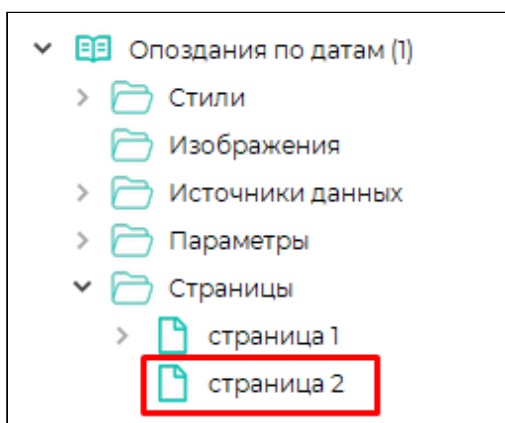 Опоздания по датам (1)
Стили
Изображения
Источники данных
Параметры
Страницы
страница 1
страница 2